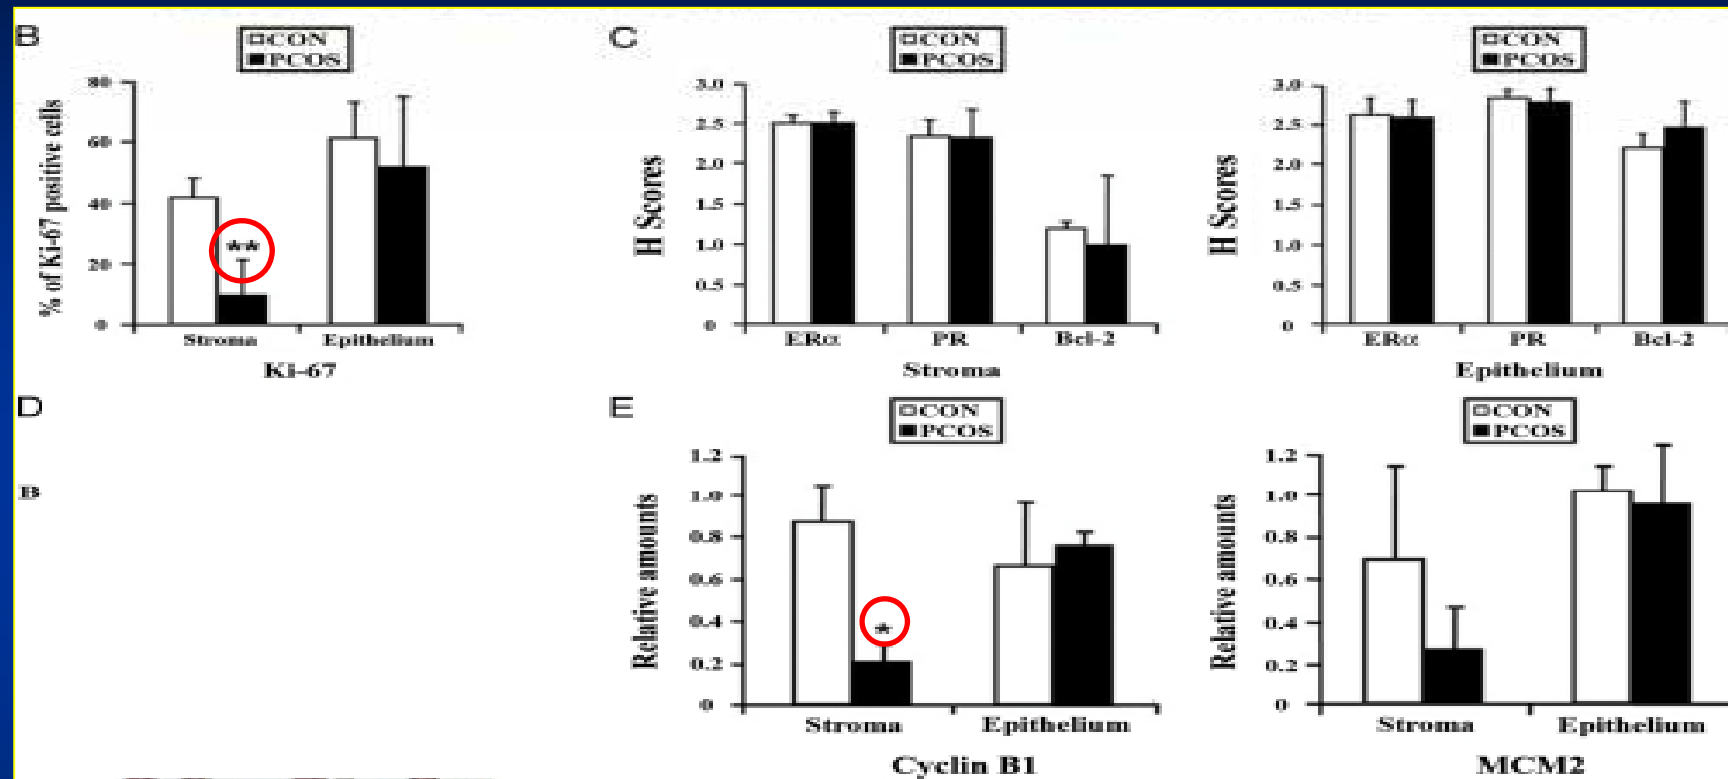 B
CON
PCOS
% of Ki-67 positive cells
80
60
40
20
0
**
Stroma Epithelium
Ki-67
C
CON
PCOS
H Scores
3.0
2.5
2.0
1.5
1.0
0.5
0
ERα PR Bcl-2
Stroma
CON
PCOS
H Scores
3.0
2.5
2.0
1.5
1.0
0.5
0
ERα PR Bcl-2
Epithelium
D
B
E
CON
PCOS
Relative amounts
1.2
1.0
0.8
0.6
0.4
0.2
0
*
Stroma Epithelium
Cyclin B1
CON
PCOS
Relative amounts
1.2
1.0
0.8
0.6
0.4
0.2
0
Stroma Epithelium
MCM2